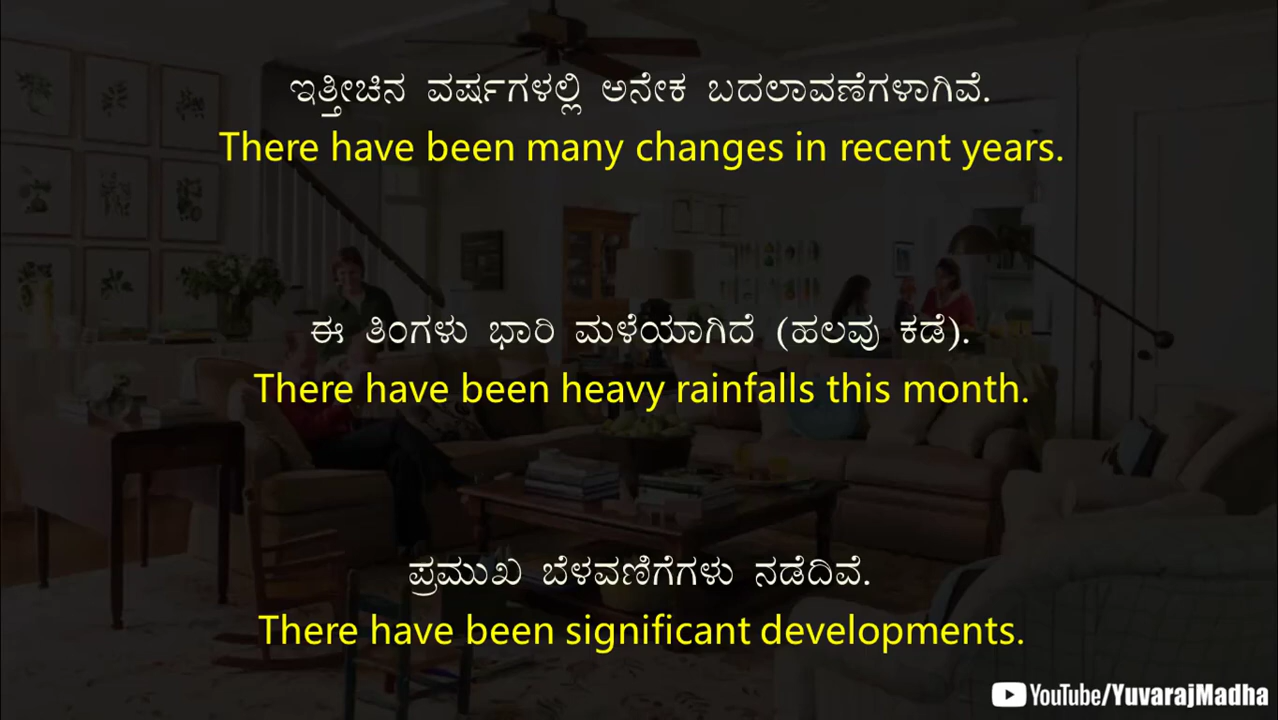 ಇತ್ತೀಚಿನ ವರ್ಷಗಳಲ್ಲಿ ಅನೇಕ ಬದಲಾವಣೆಗಳಾಗಿವೆ.
There have been many changes in recent years.
ಈ ತಿಂಗಳು ಭಾರಿ ಮಳೆಯಾಗಿದೆ (ಹಲವು ಕಡೆ).
There have been heavy rainfalls this month.
ಪ್ರಮುಖ ಬೆಳವಣಿಗೆಗಳು ನಡೆದಿವೆ.
There have been significant developments.
YouTube/YuvarajMadha